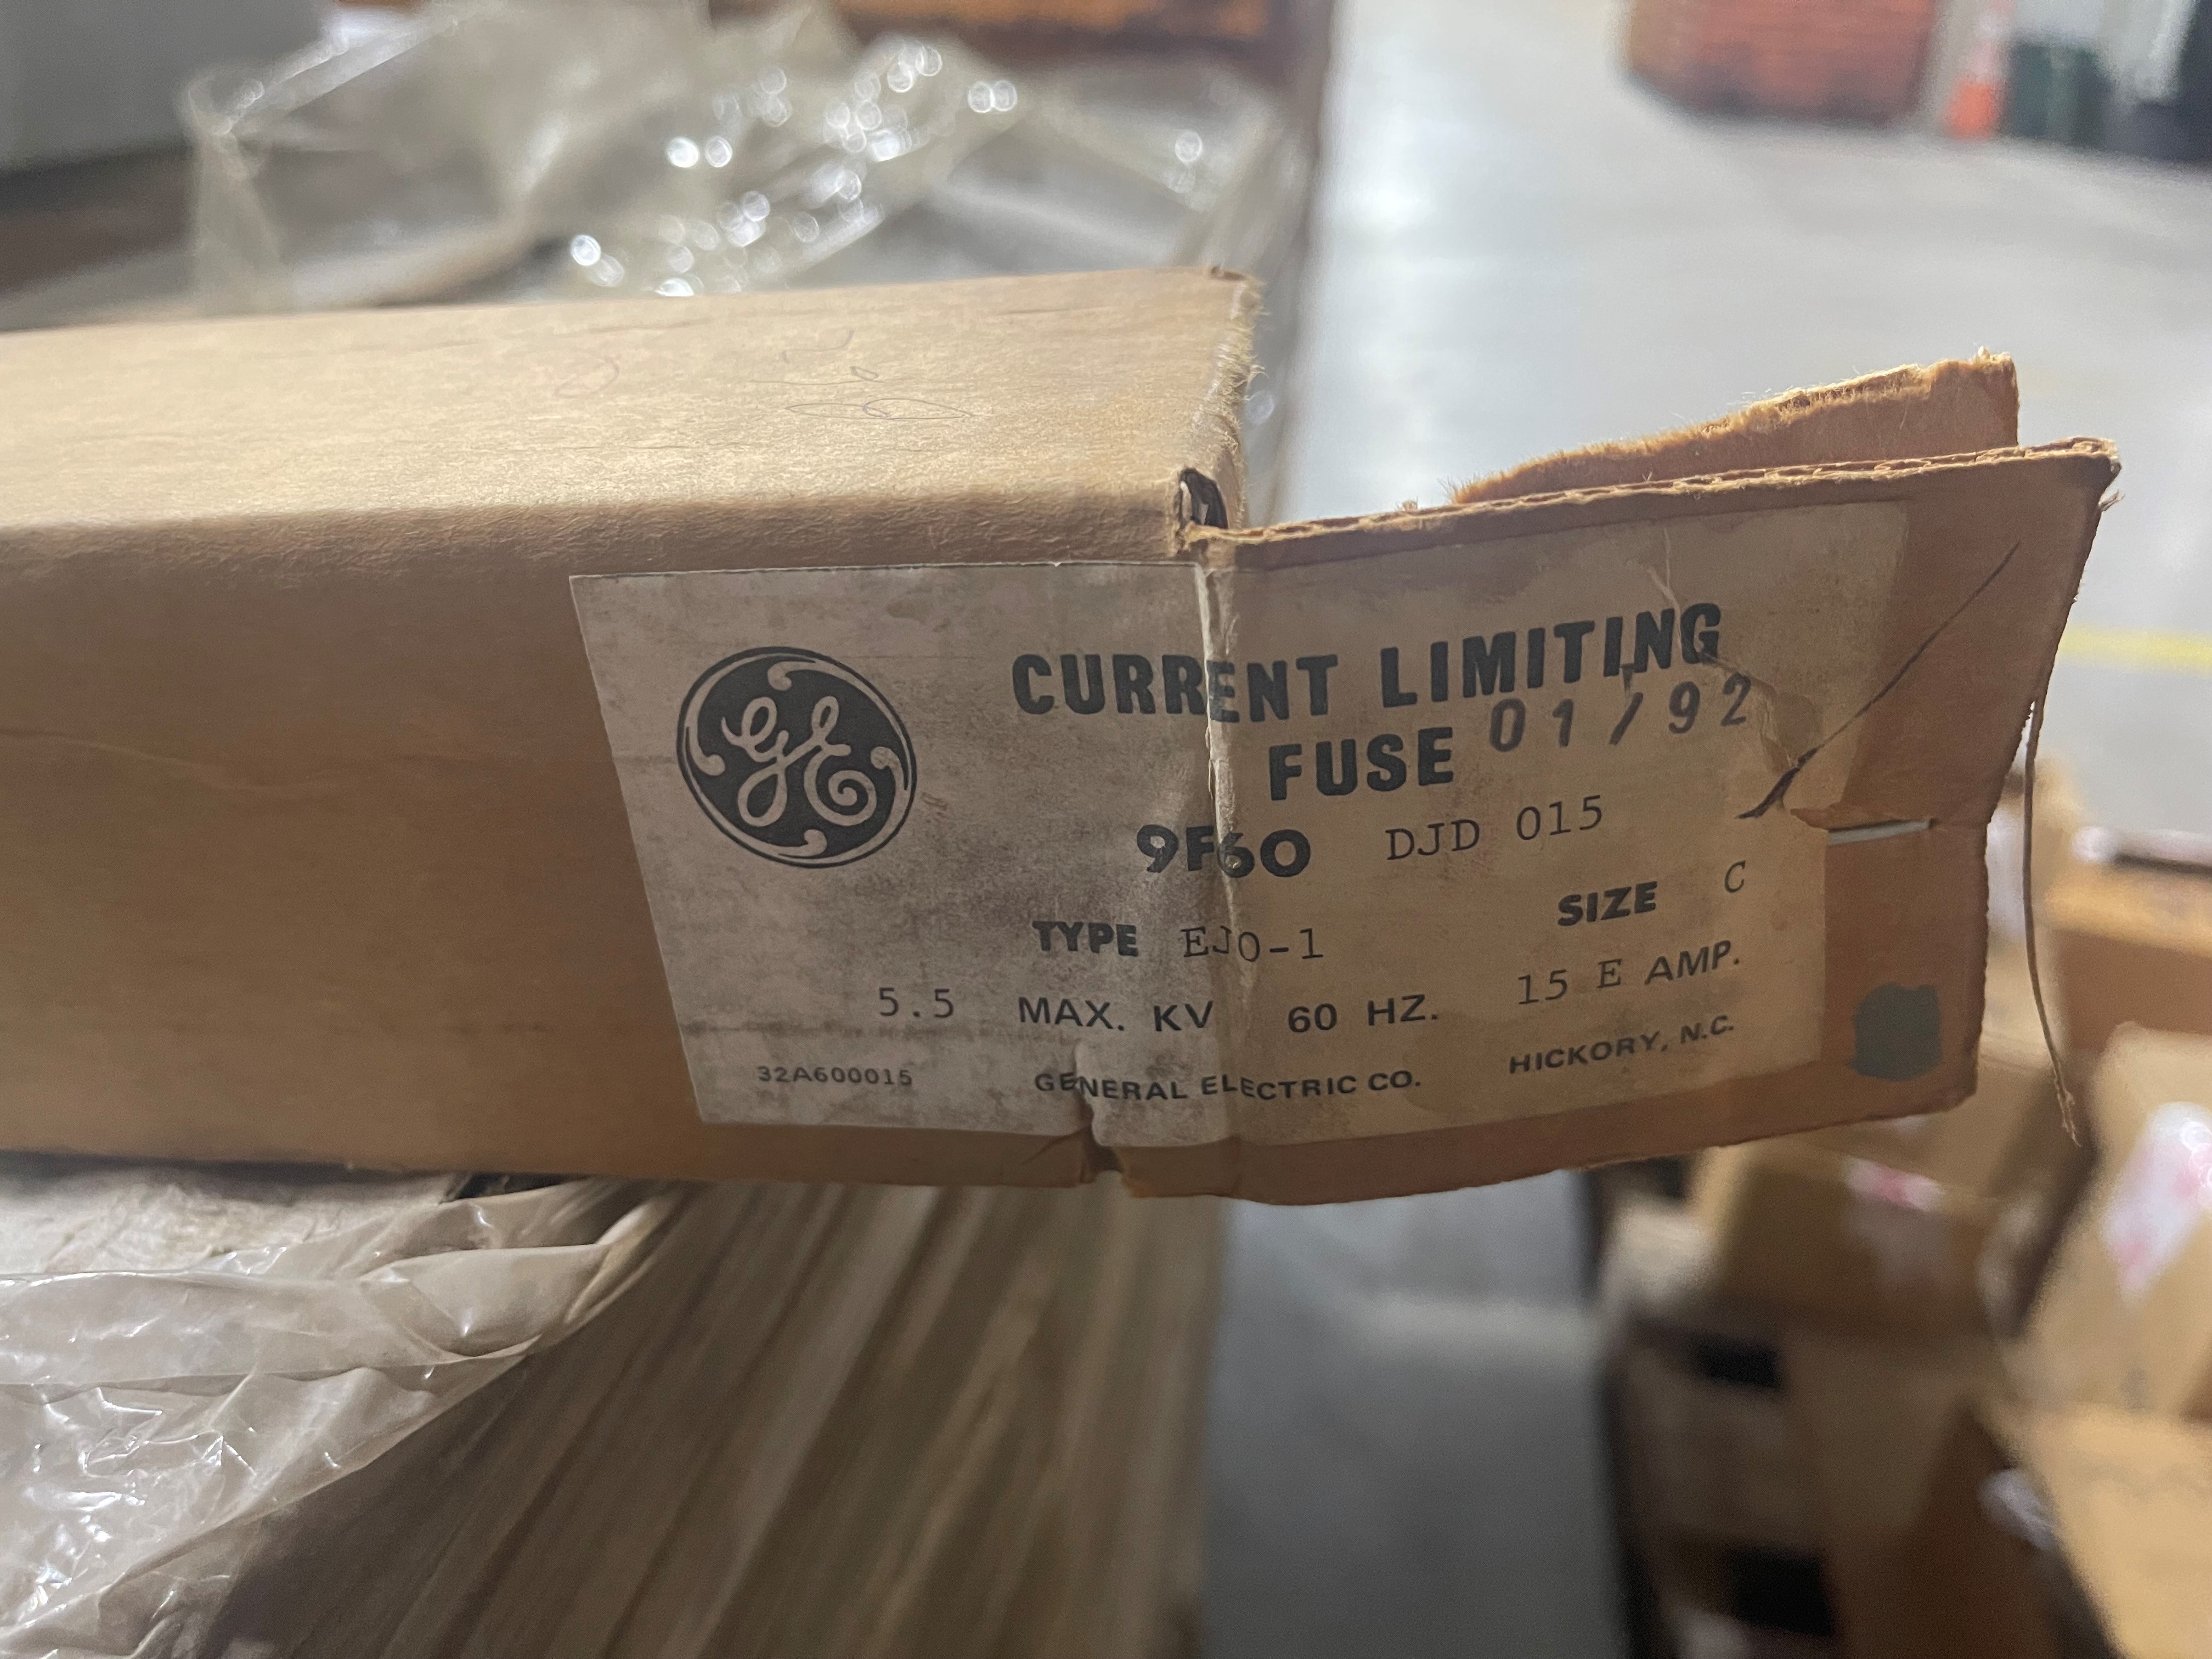 GE
CURRENT LIMITING
FUSE 01/92
9F60 DJD 015
TYPE EJO-1 SIZE C
5.5 MAX. KV 60 HZ. 15 E AMP.
32A600015 GENERAL ELECTRIC CO. HICKORY, N.C.